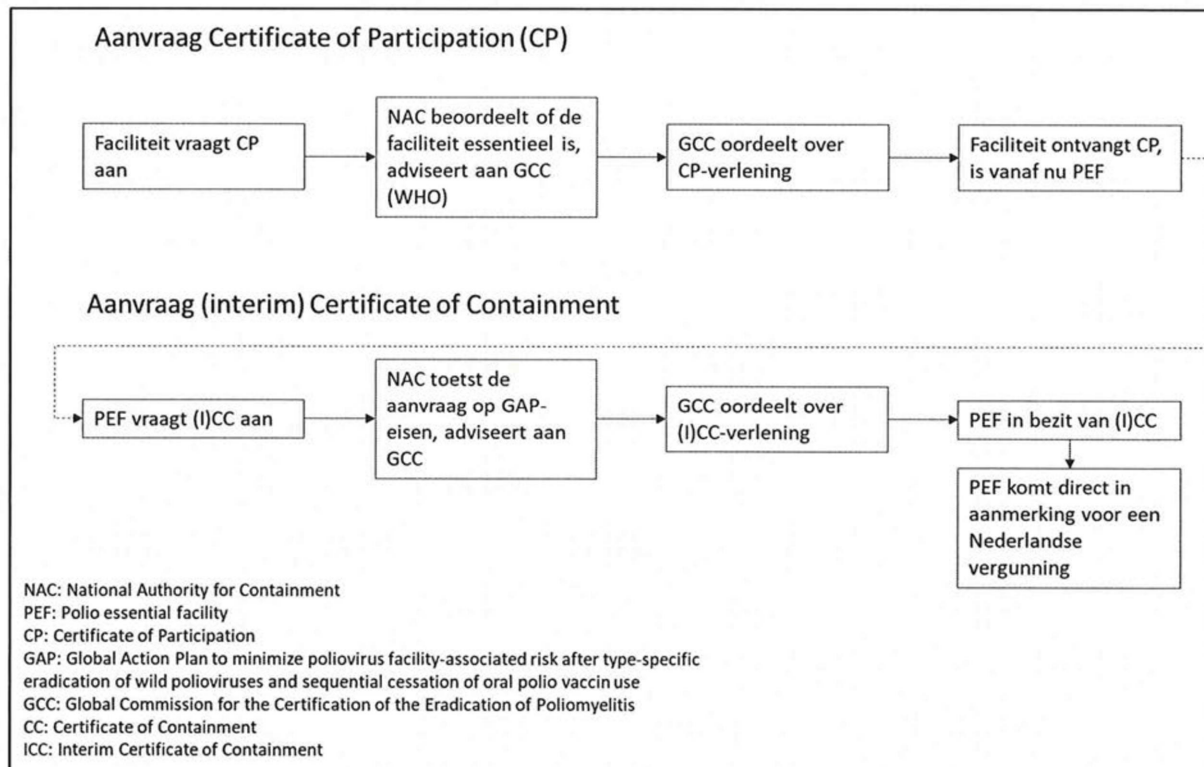 Aanvraag Certificate of Participation (CP)
Faciliteit vraagt CP
aan
NAC beoordeelt of de
faciliteit essentieel is,
adviseert aan GCC
(WHO)
GCC oordeelt over
CP-verlening
Faciliteit ontvangt CP,
is vanaf nu PEF
Aanvraag (interim) Certificate of Containment
PEF vraagt (I)CC aan
NAC toetst de
aanvraag op GAP-
eisen, adviseert aan
GCC
GCC oordeelt over
(I)CC-verlening
PEF in bezit van (I)CC
PEF komt direct in
aanmerking voor een
Nederlandse
vergunning
NAC: National Authority for Containment
PEF: Polio essential facility
CP: Certificate of Participation
GAP: Global Action Plan to minimize poliovirus facility-associated risk after type-specific
eradication of wild polioviruses and sequential cessation of oral polio vaccin use
GCC: Global Commission for the Certification of the Eradication of Poliomyelitis
CC: Certificate of Containment
ICC: Interim Certificate of Containment